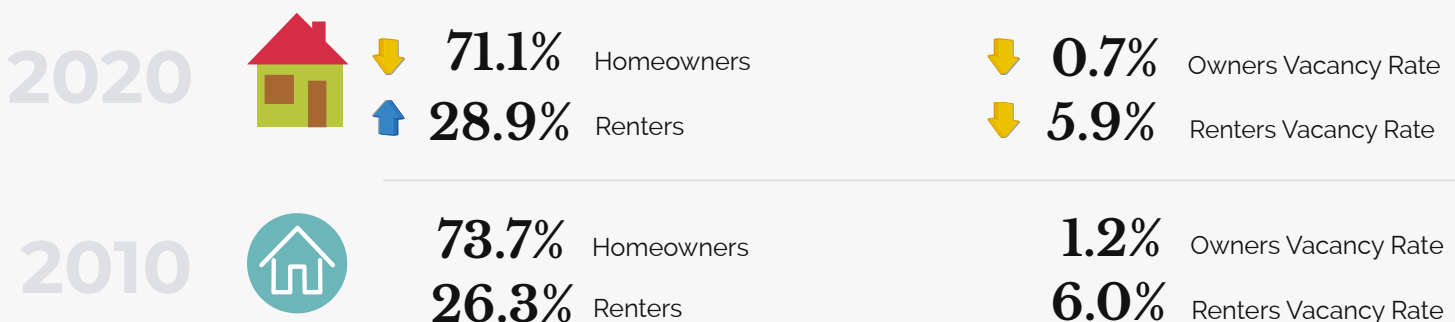 2020
71.1% Homeowners
28.9% Renters
0.7% Owners Vacancy Rate
5.9% Renters Vacancy Rate
2010
73.7% Homeowners
26.3% Renters
1.2% Owners Vacancy Rate
6.0% Renters Vacancy Rate